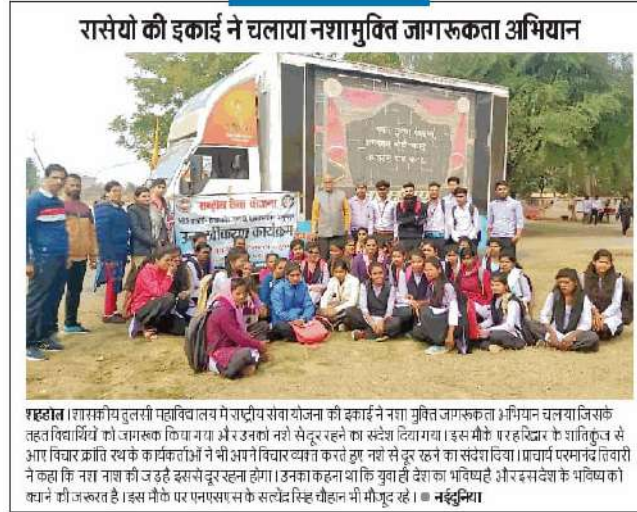 रासेयो की इकाई ने चलाया नशामुक्ति जागरूकता अभियान
राष्ट्रीय सेवा योजना
कार्यक्रम
शहडोल। शासकीय तुलसी महाविद्यालय में राष्ट्रीय सेवा योजना की इकाई ने नशा मुक्ति जागरूकता अभियान चलाया जिसके
तहत विद्यार्थियों को जागरूक किया गया और उनको नशे से दूर रहने का संदेश दिया गया। इस मौके पर हरिद्वार के शांतिकुंज से
आए विचार क्रांति रथ के कार्यकर्ताओं ने भी अपने विचार व्यक्त करते हुए नशे से दूर रहने का संदेश दिया। प्राचार्य परमानंद तिवारी
ने कहा कि नशा नाश की जड़ है इससे दूर रहना होगा। उनका कहना था कि युवा ही देश का भविष्य है और इस देश के भविष्य को
बचाने की जरूरत है। इस मौके पर एनएसएस के सत्येंद्र सिंह चौहान भी मौजूद रहे। ● नईदुनिया